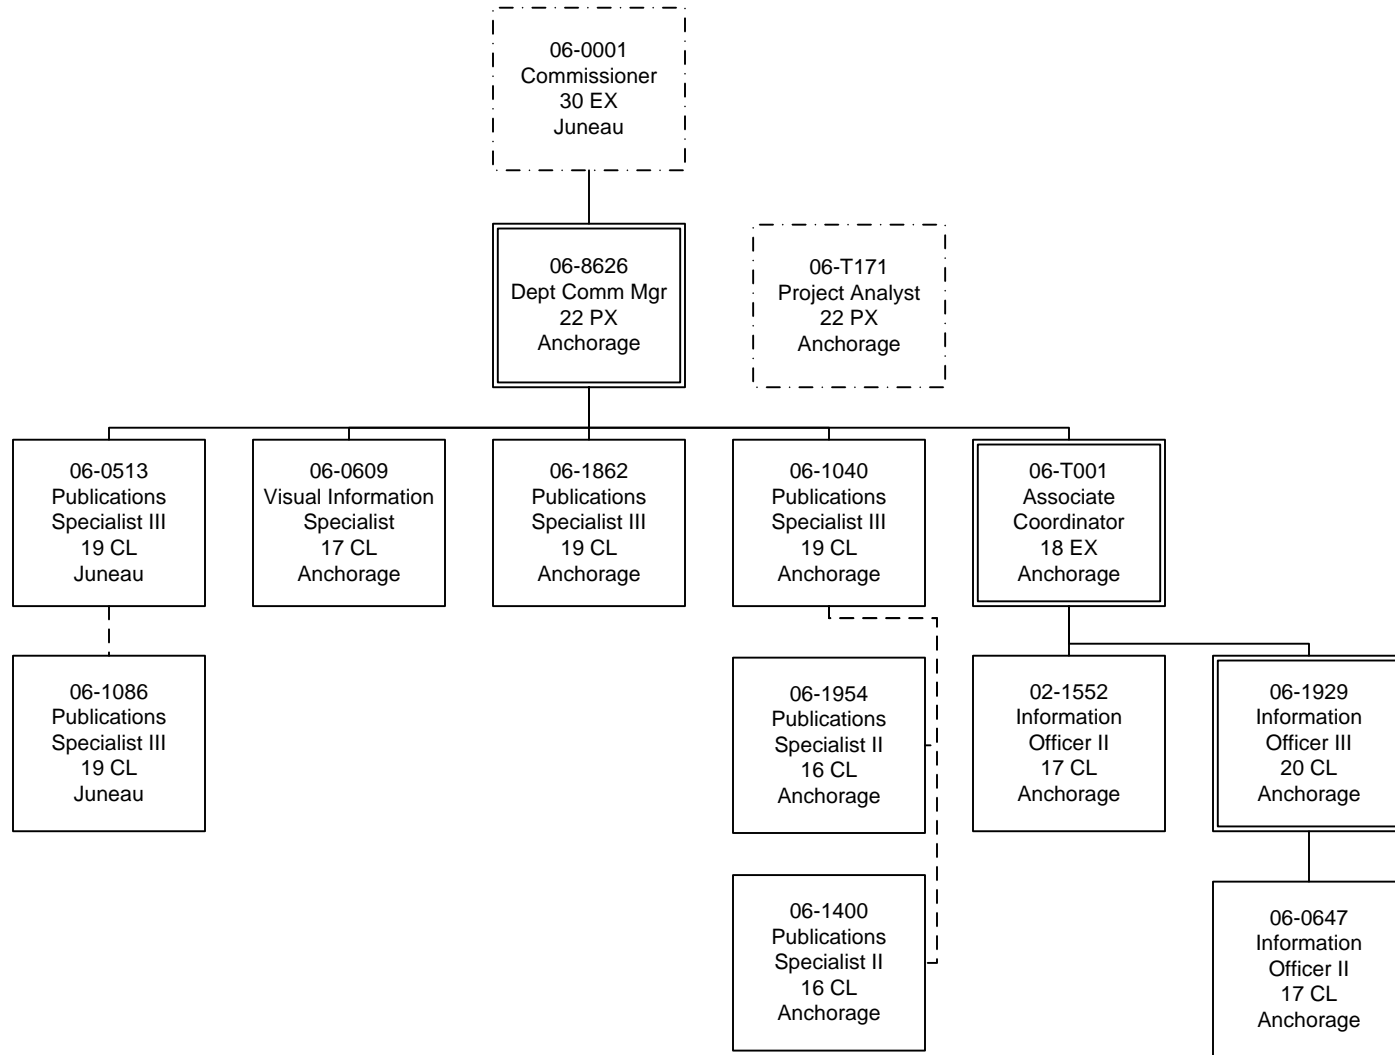 06-0001
Commissioner
30 EX
Juneau
06-8626
Dept Comm Mgr
22 PX
Anchorage
06-T171
Project Analyst
22 PX
Anchorage
06-0513
Publications
Specialist III
19 CL
Juneau
06-0609
Visual Information
Specialist
17 CL
Anchorage
06-1862
Publications
Specialist III
19 CL
Anchorage
06-1040
Publications
Specialist III
19 CL
Anchorage
06-T001
Associate
Coordinator
18 EX
Anchorage
06-1086
Publications
Specialist III
19 CL
Juneau
06-1954
Publications
Specialist II
16 CL
Anchorage
02-1552
Information
Officer II
17 CL
Anchorage
06-1929
Information
Officer III
20 CL
Anchorage
06-1400
Publications
Specialist II
16 CL
Anchorage
06-0647
Information
Officer II
17 CL
Anchorage